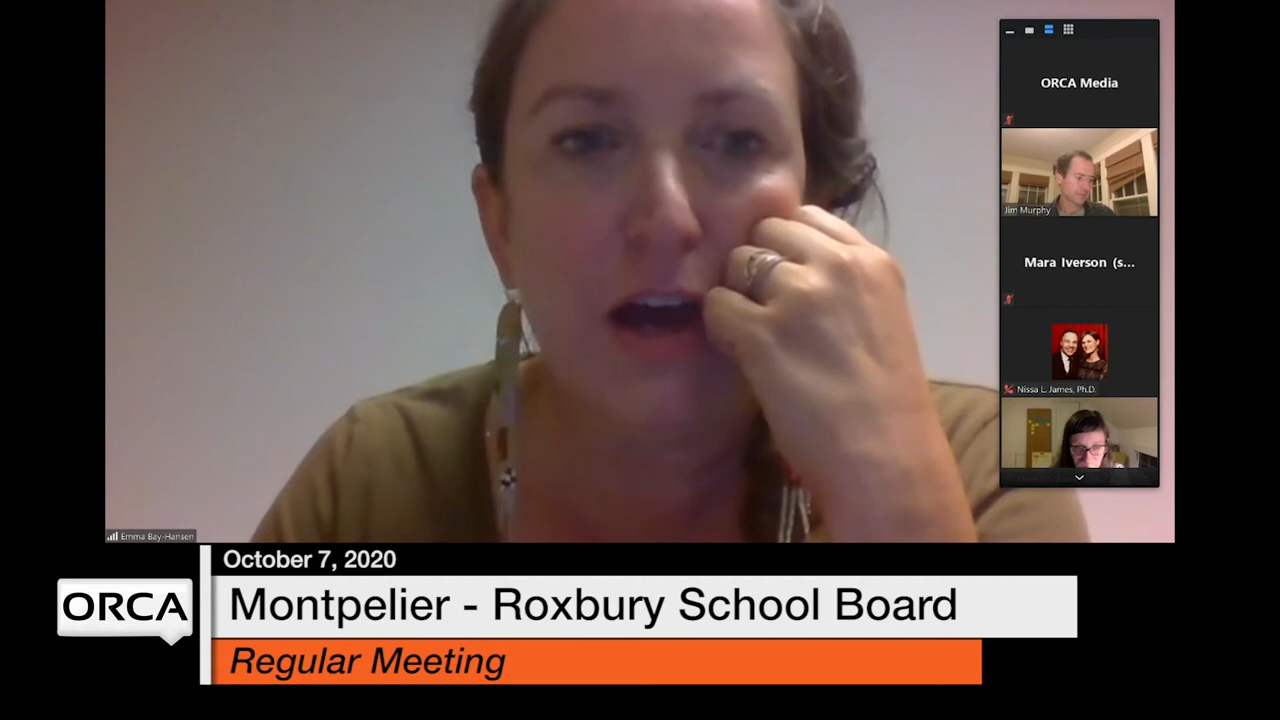 ORCA Media
Jim Murphy
Mara Iverson (s...
Nissa L. James, Ph.D.
Emma Bay-Hansen
October 7, 2020
ORCA
Montpelier - Roxbury School Board
Regular Meeting